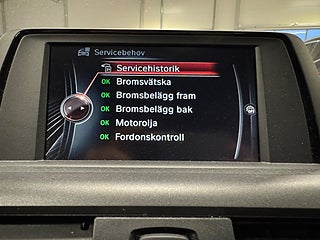 Servicebehov
Servicehistorik
OK Bromsvätska
OK Bromsbelägg fram
OK Bromsbelägg bak
OK Motorolja
OK Fordonskontroll